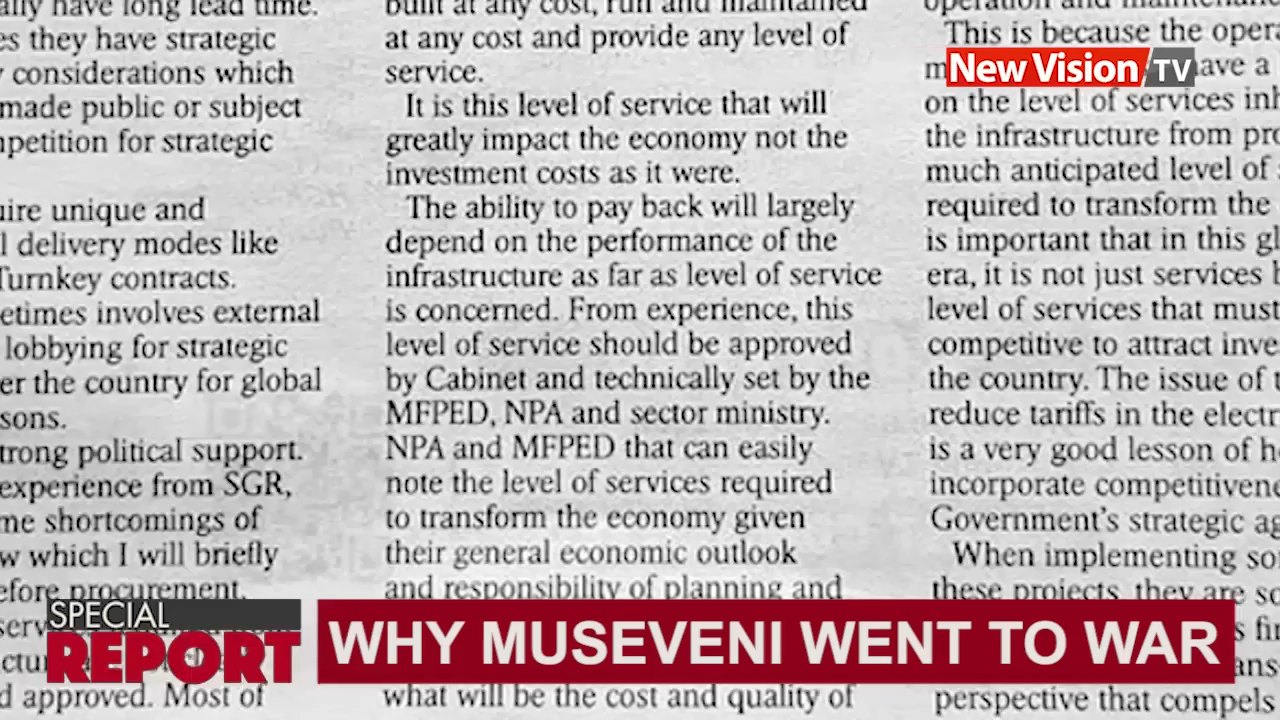 ally have long lead time.
es they have strategic
considerations which
made public or subject
petition for strategic
uire unique and
l delivery modes like
Turnkey contracts.
etimes involves external
lobbying for strategic
er the country for global
sons.
trong political support.
experience from SGR,
me shortcomings of
w which I will briefly
efore procurement,
d approved. Most of
built at any cost, run and maintained
at any cost and provide any level of
service.
It is this level of service that will
greatly impact the economy not the
investment costs as it were.
The ability to pay back will largely
depend on the performance of the
infrastructure as far as level of service
is concerned. From experience, this
level of service should be approved
by Cabinet and technically set by the
MFPED, NPA and sector ministry.
NPA and MFPED that can easily
note the level of services required
to transform the economy given
their general economic outlook
and responsibility of planning and
what will be the cost and quality of
operation and maintenance
This is because the opera
have a
on the level of services inh
the infrastructure from pro
much anticipated level of
required to transform the
is important that in this gl
era, it is not just services
level of services that must
competitive to attract inve
the country. The issue of
reduce tariffs in the electr
is a very good lesson of h
incorporate competitivene
Government's strategic ag
When implementing so
these projects, they are so
perspective that compels
New Vision TV
SPECIAL
REPORT
WHY MUSEVENI WENT TO WAR